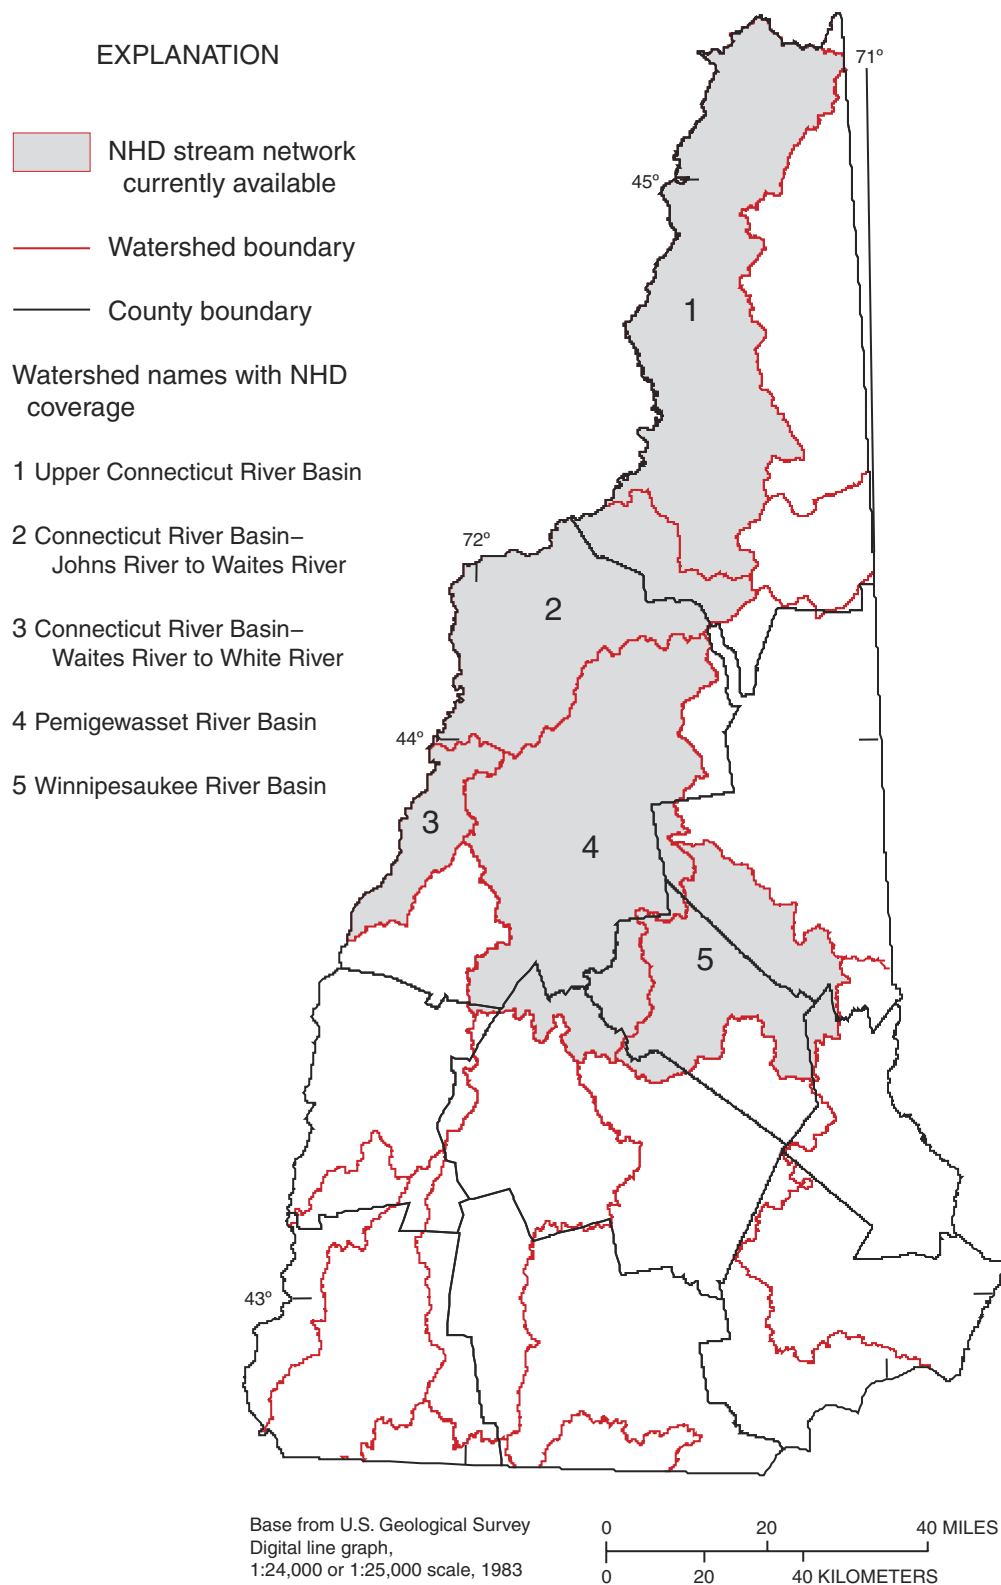 EXPLANATION
NHD stream network
currently available
Watershed boundary
County boundary
Watershed names with NHD
coverage
1 Upper Connecticut River Basin
2 Connecticut River Basin–
Johns River to Waites River
3 Connecticut River Basin–
Waites River to White River
4 Pemigewasset River Basin
5 Winnipesaukee River Basin
71°
45°
1
72°
2
44°
3
4
5
43°
Base from U.S. Geological Survey
Digital line graph,
1:24,000 or 1:25,000 scale, 1983
0 20 40 MILES
0 20 40 KILOMETERS